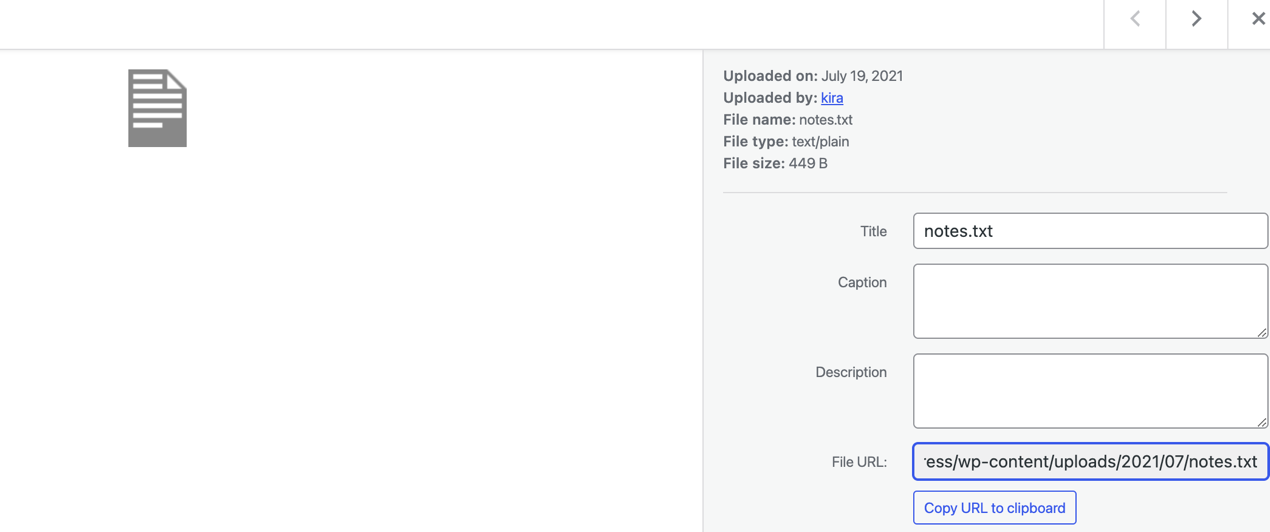 Uploaded on: July 19, 2021
Uploaded by: kira
File name: notes.txt
File type: text/plain
File size: 449 B
Title notes.txt
Caption
Description
File URL: ress/wp-content/uploads/2021/07/notes.txt
Copy URL to clipboard